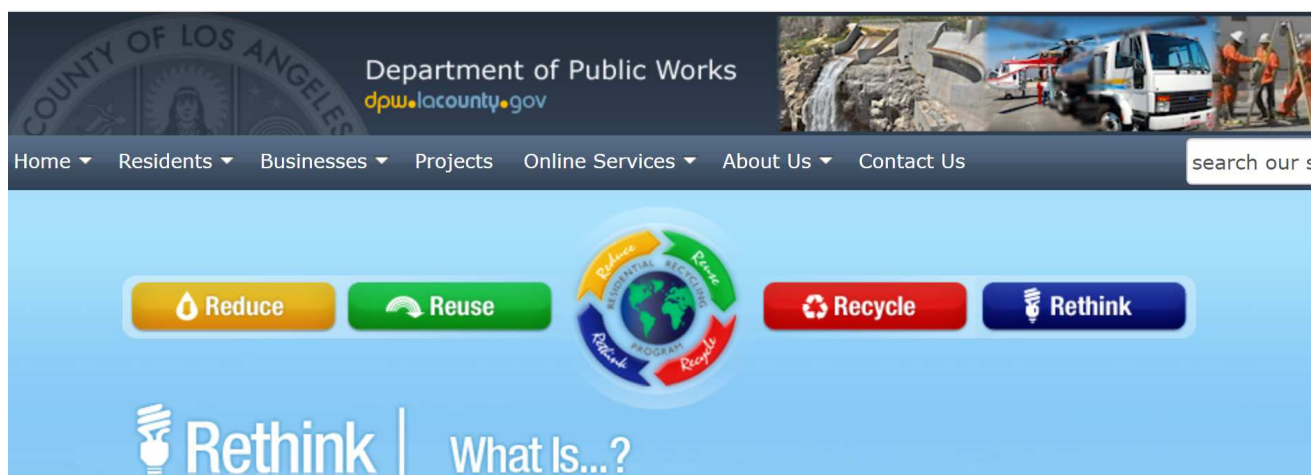 COUNTY OF LOS ANGELES
Department of Public Works
dpw.lacounty.gov
Home Residents Businesses Projects Online Services About Us Contact Us
search our s
Reduce
Reuse
Reduce
Reuse
RESIDENTIAL RECYCLING
PROGRAM
Rethink
Recycle
Recycle
Rethink
Rethink | What Is...?